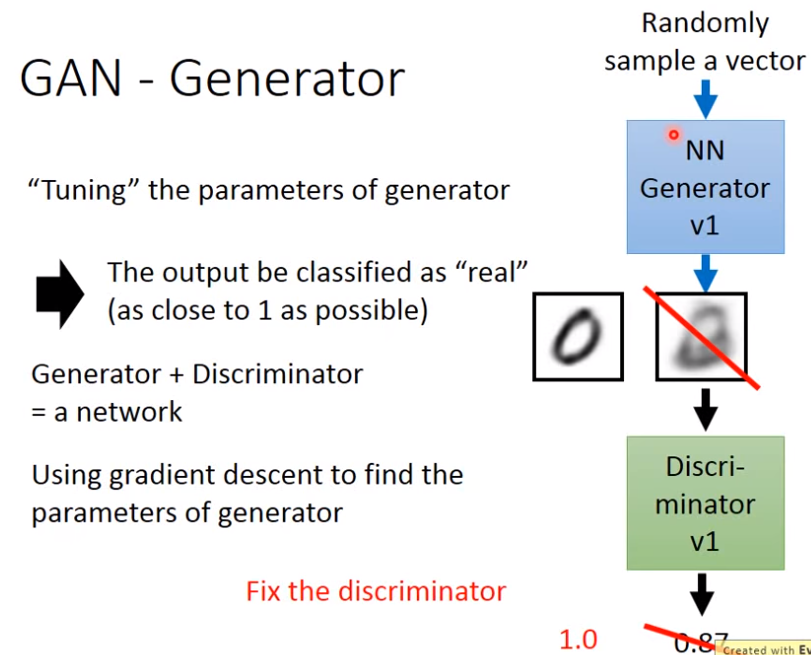 Randomly
sample a vector
GAN - Generator
NN
Generator
v1
“Tuning” the parameters of generator
The output be classified as “real”
(as close to 1 as possible)
Generator + Discriminator
= a network
Using gradient descent to find the
parameters of generator
Discri-
minator
v1
Fix the discriminator
1.0
0.87
Created with Ev